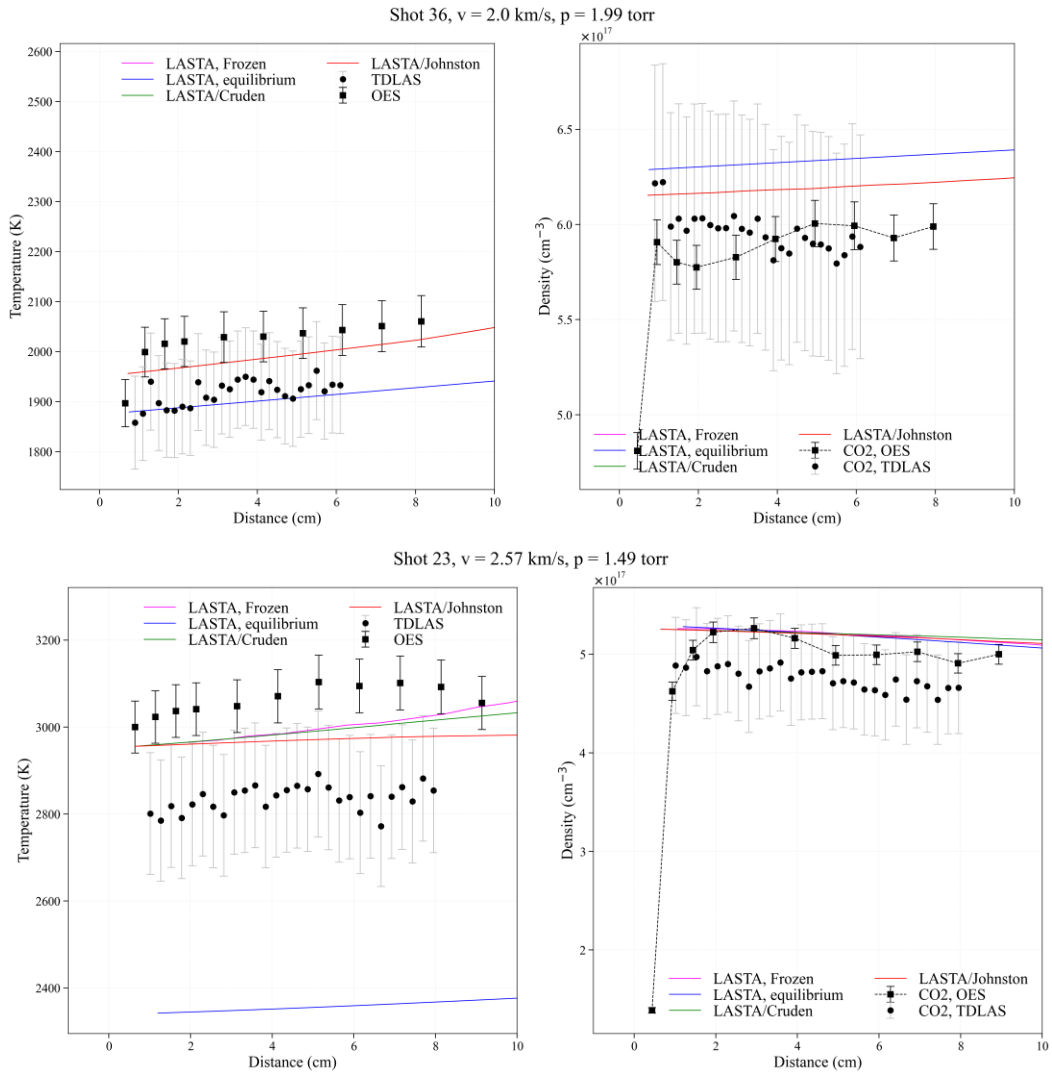 Shot 36, v = 2.0 km/s, p = 1.99 torr
2600
2500
2400
2300
2200
2100
2000
1900
1800
Temperature (K)
LASTA, Frozen
LASTA, equilibrium
LASTA/Cruden
LASTA/Johnston
TDLAS
OES
0 2 4 6 8 10
Distance (cm)
×10¹⁷
6.5
6.0
5.5
5.0
Density (cm⁻³)
LASTA, Frozen
LASTA, equilibrium
LASTA/Cruden
LASTA/Johnston
CO2, OES
CO2, TDLAS
0 2 4 6 8 10
Distance (cm)
Shot 23, v = 2.57 km/s, p = 1.49 torr
3200
3000
2800
2600
2400
Temperature (K)
LASTA, Frozen
LASTA, equilibrium
LASTA/Cruden
LASTA/Johnston
TDLAS
OES
0 2 4 6 8 10
Distance (cm)
×10¹⁷
5
4
3
2
Density (cm⁻³)
LASTA, Frozen
LASTA, equilibrium
LASTA/Cruden
LASTA/Johnston
CO2, OES
CO2, TDLAS
0 2 4 6 8 10
Distance (cm)